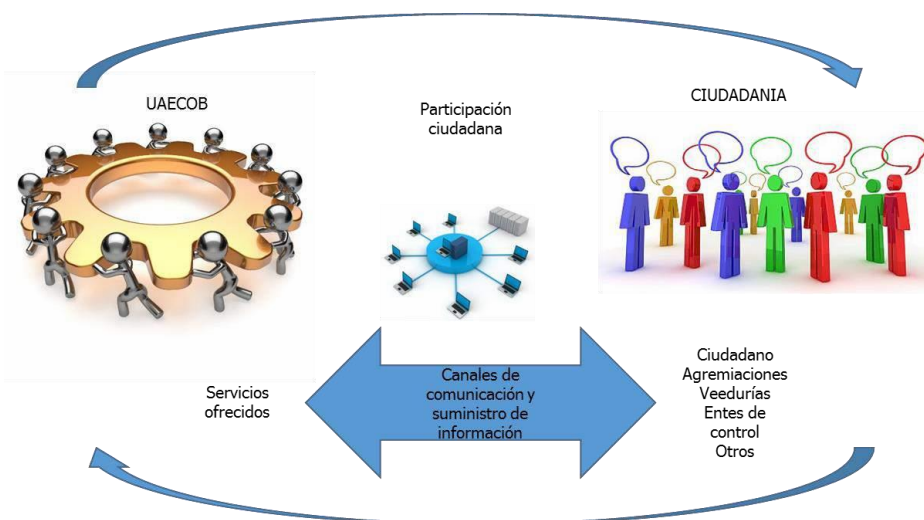 UAECOB
Participación
ciudadana
CIUDADANIA
Servicios
ofrecidos
Canales de
comunicación y
suministro de
información
Ciudadano
Agremiaciones
Veedurías
Entes de
control
Otros